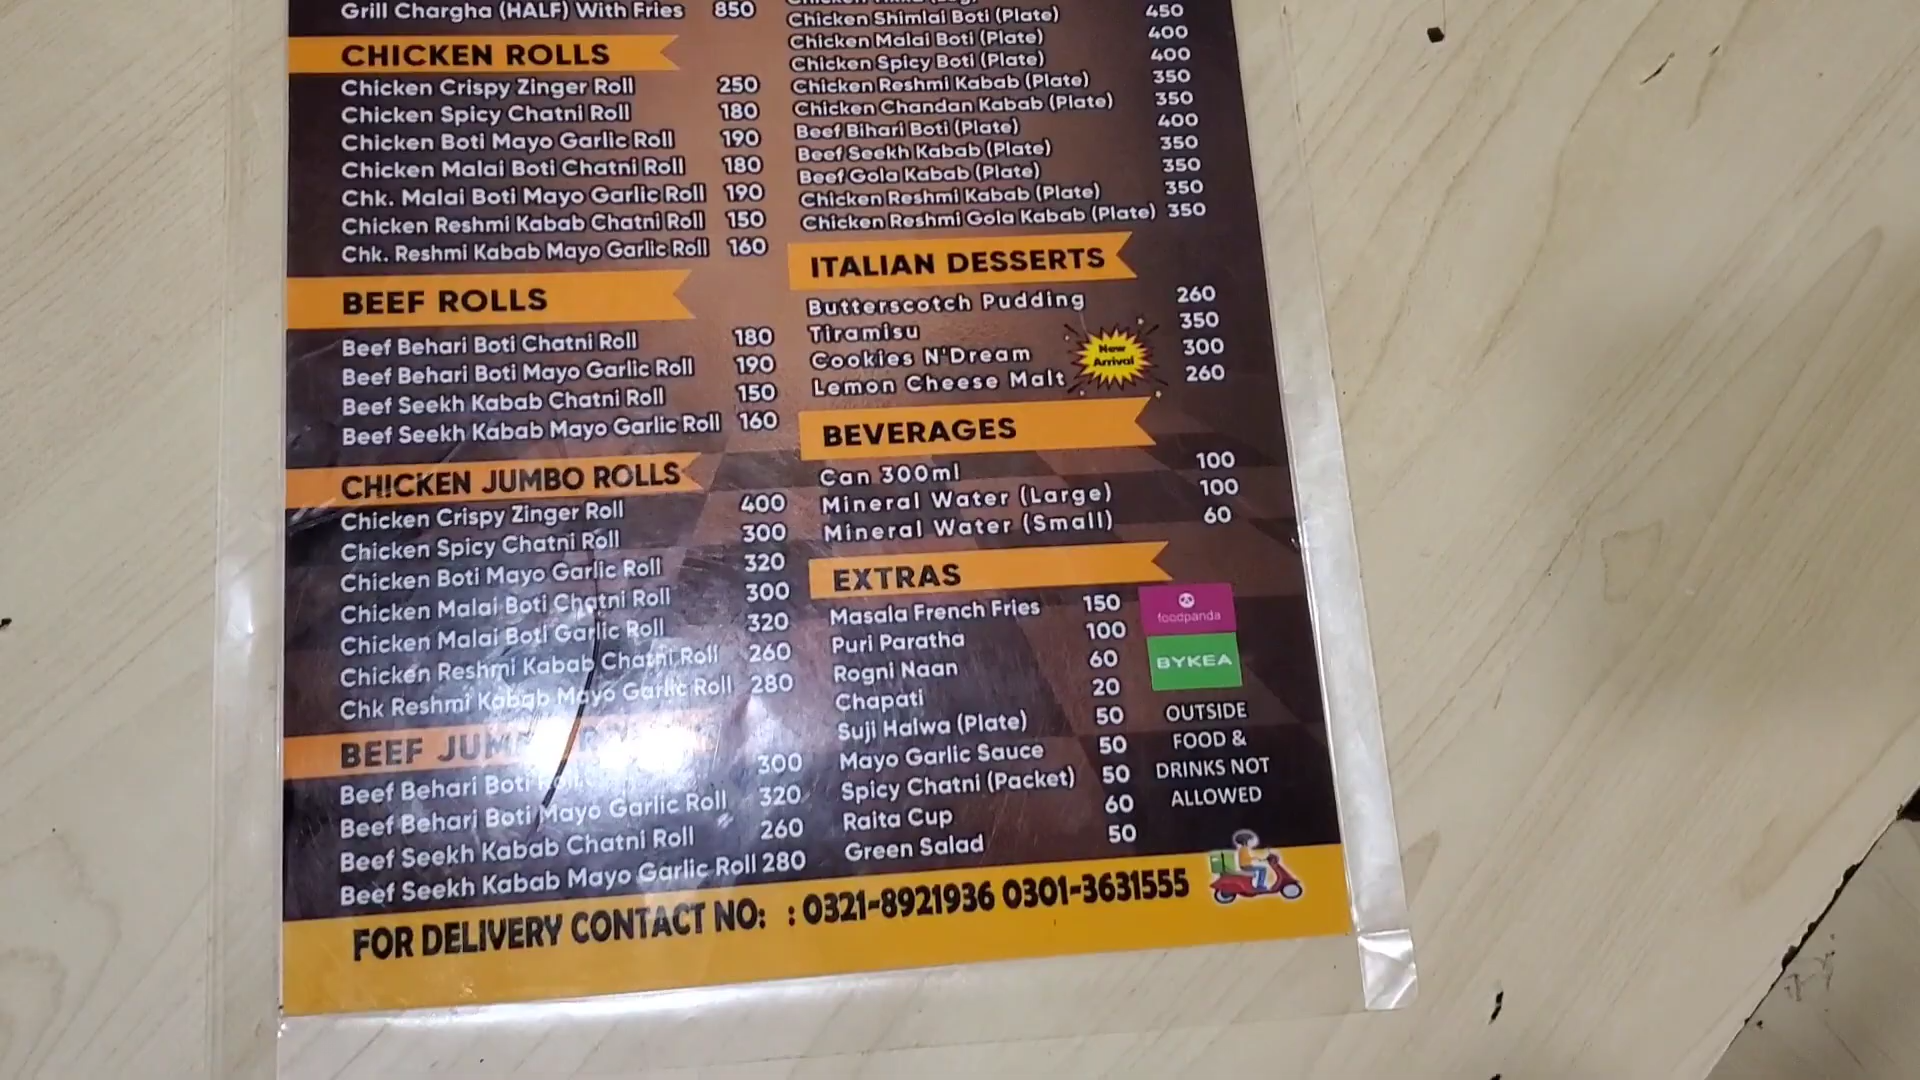 Grill Chargha (HALF) With Fries 850
CHICKEN ROLLS
Chicken Crispy Zinger Roll 250
Chicken Spicy Chatni Roll 180
Chicken Boti Mayo Garlic Roll 190
Chicken Malai Boti Chatni Roll 180
Chk. Malai Boti Mayo Garlic Roll 190
Chicken Reshmi Kabab Chatni Roll 150
Chk. Reshmi Kabab Mayo Garlic Roll 160
BEEF ROLLS
Beef Behari Boti Chatni Roll 180
Beef Behari Boti Mayo Garlic Roll 190
Beef Seekh Kabab Chatni Roll 150
Beef Seekh Kabab Mayo Garlic Roll 160
CHICKEN JUMBO ROLLS
Chicken Crispy Zinger Roll 400
Chicken Spicy Chatni Roll 300
Chicken Boti Mayo Garlic Roll 320
Chicken Malai Boti Chatni Roll 300
Chicken Malai Boti Garlic Roll 320
Chicken Reshmi Kabab Chatni Roll 260
Chk Reshmi Kabab Mayo Garlic Roll 280
BEEF
Beef Behari Boti 300
Beef Behari Boti Mayo Garlic Roll 320
Beef Seekh Kabab Chatni Roll 260
Beef Seekh Kabab Mayo Garlic Roll 280
Chicken Shimlai Boti (Plate) 450
Chicken Malai Boti (Plate) 400
Chicken Spicy Boti (Plate) 400
Chicken Reshmi Kabab (Plate) 350
Chicken Chandan Kabab (Plate) 350
Beef Bihari Boti (Plate) 400
Beef Seekh Kabab (Plate) 350
Beef Gola Kabab (Plate) 350
Chicken Reshmi Kabab (Plate) 350
Chicken Reshmi Gola Kabab (Plate) 350
ITALIAN DESSERTS
Butterscotch Pudding 260
Tiramisu 350
Cookies N'Dream 300
Lemon Cheese Malt 260
New
Arrival
BEVERAGES
Can 300ml 100
Mineral Water (Large) 100
Mineral Water (Small) 60
EXTRAS
Masala French Fries 150
Puri Paratha 100
Rogni Naan 60
Chapati 20
Suji Halwa (Plate) 50
Mayo Garlic Sauce 50
Spicy Chatni (Packet) 50
Raita Cup 60
Green Salad 50
foodpanda
BYKEA
OUTSIDE
FOOD &
DRINKS NOT
ALLOWED
FOR DELIVERY CONTACT NO: : 0321-8921936 0301-3631555